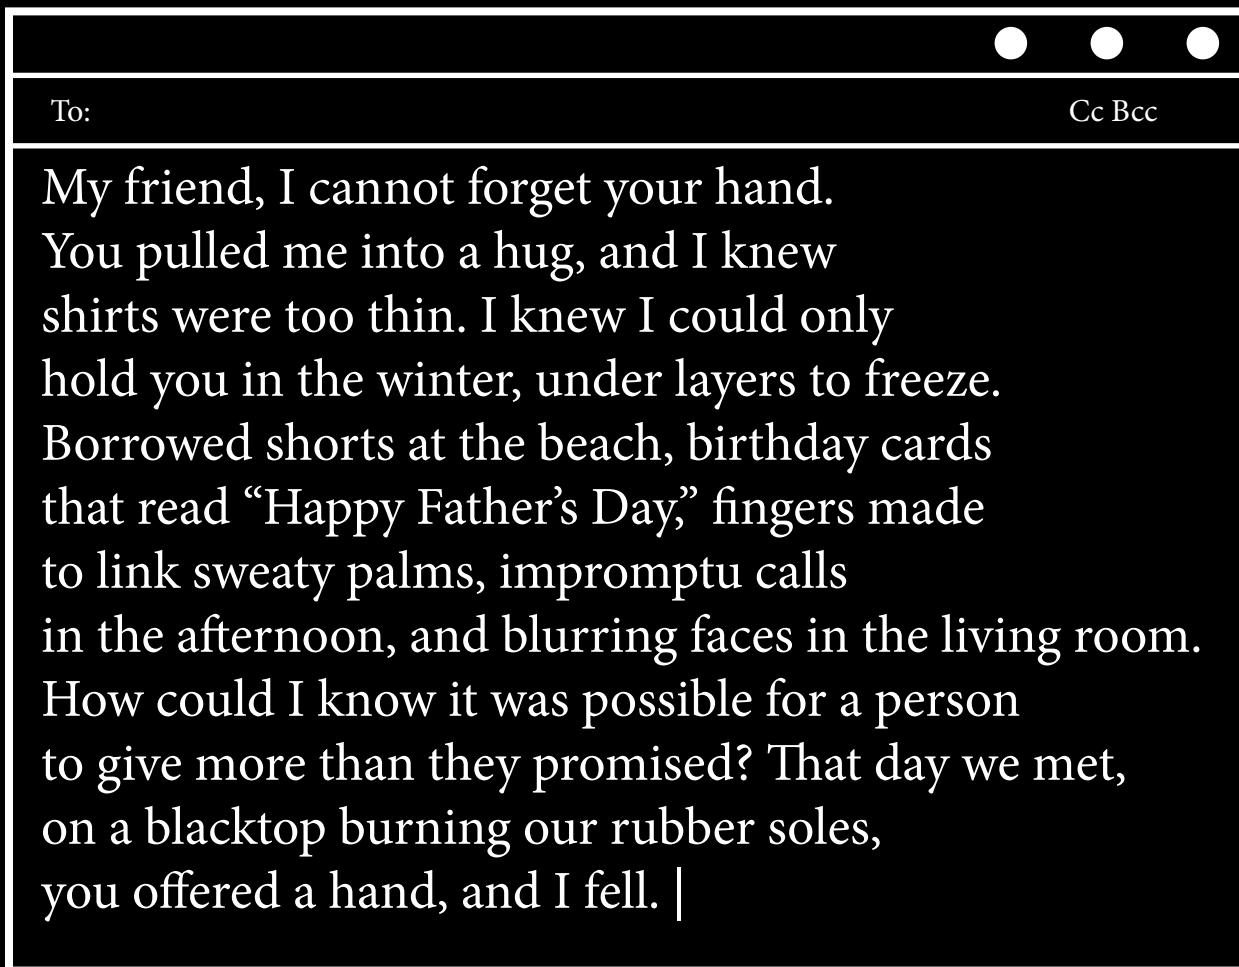 To:
Cc Bcc
My friend, I cannot forget your hand.
You pulled me into a hug, and I knew
shirts were too thin. I knew I could only
hold you in the winter, under layers to freeze.
Borrowed shorts at the beach, birthday cards
that read “Happy Father’s Day,” fingers made
to link sweaty palms, impromptu calls
in the afternoon, and blurring faces in the living room.
How could I know it was possible for a person
to give more than they promised? That day we met,
on a blacktop burning our rubber soles,
you offered a hand, and I fell.